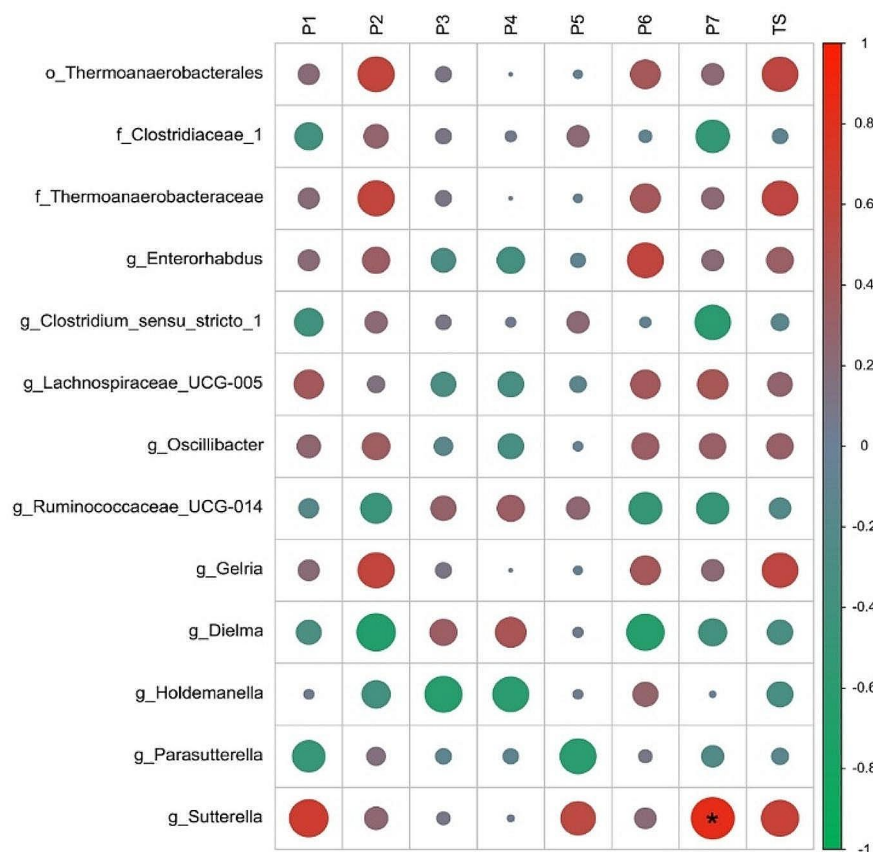 P1 P2 P3 P4 P5 P6 P7 TS
o_Thermoanaerobacterales
f_Clostridiaceae_1
f_Thermoanaerobacteraceae
g_Enterorhabdus
g_Clostridium_sensu_stricto_1
g_Lachnospiraceae_UCG-005
g_Oscillibacter
g_Ruminococcaceae_UCG-014
g_Gelria
g_Dielma
g_Holdemanella
g_Parasutterella
g_Sutterella
*
1
0.8
0.6
0.4
0.2
0
-0.2
-0.4
-0.6
-0.8
-1